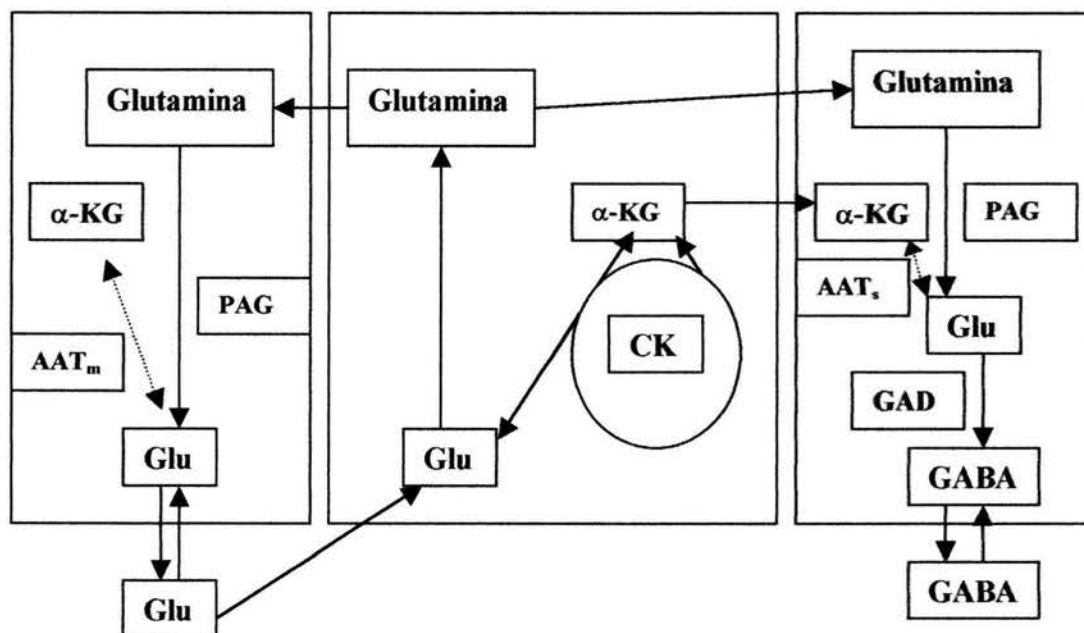 Glutamina
α-KG
PAG
AATₘ
Glu
Glu
Glutamina
α-KG
CK
Glu
Glutamina
α-KG
PAG
AATₛ
Glu
GAD
GABA
GABA